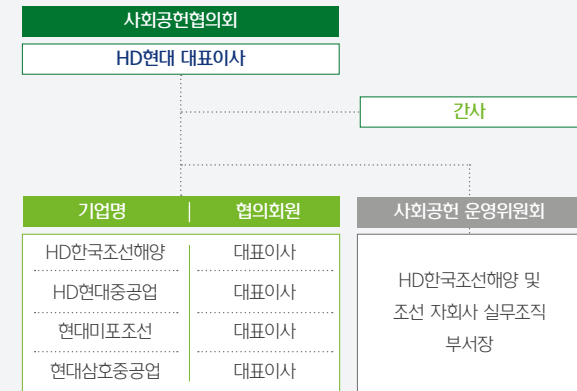 사회공헌협의회
HD현대 대표이사
간사
기업명 협의회원
HD한국조선해양 대표이사
HD현대중공업 대표이사
현대미포조선 대표이사
현대삼호중공업 대표이사
사회공헌 운영위원회
HD한국조선해양 및
조선 자회사 실무조직
부서장